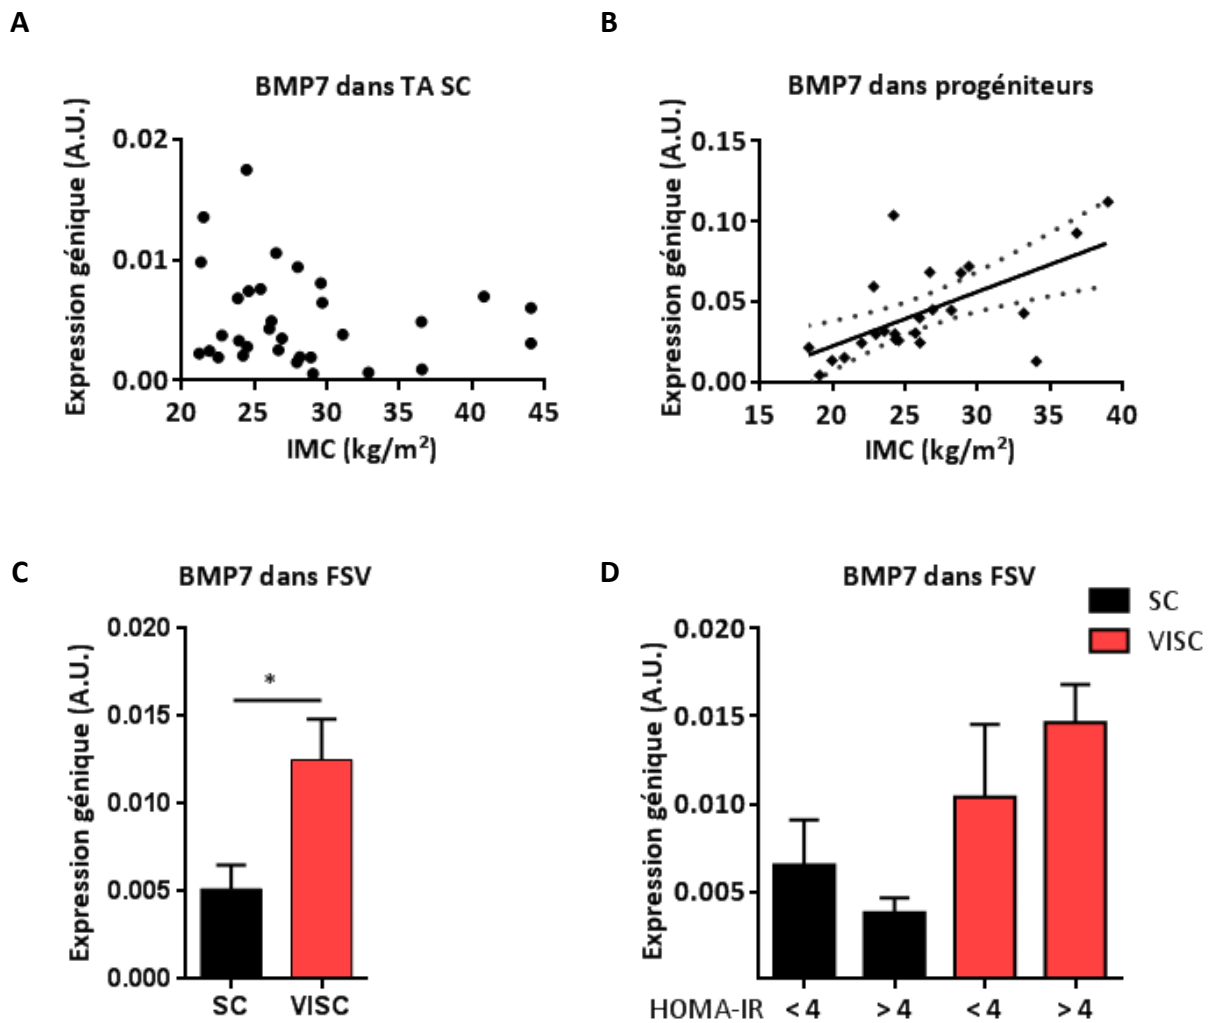 A
BMP7 dans TA SC
Expression génique (A.U.)
0.02
0.01
0.00
20 25 30 35 40 45
IMC (kg/m²)
B
BMP7 dans progéniteurs
Expression génique (A.U.)
0.15
0.10
0.05
0.00
15 20 25 30 35 40
IMC (kg/m²)
C
BMP7 dans FSV
Expression génique (A.U.)
0.020
0.015
0.010
0.005
0.000
*
SC VISC
D
BMP7 dans FSV
SC
VISC
Expression génique (A.U.)
0.020
0.015
0.010
0.005
HOMA-IR < 4 > 4 < 4 > 4